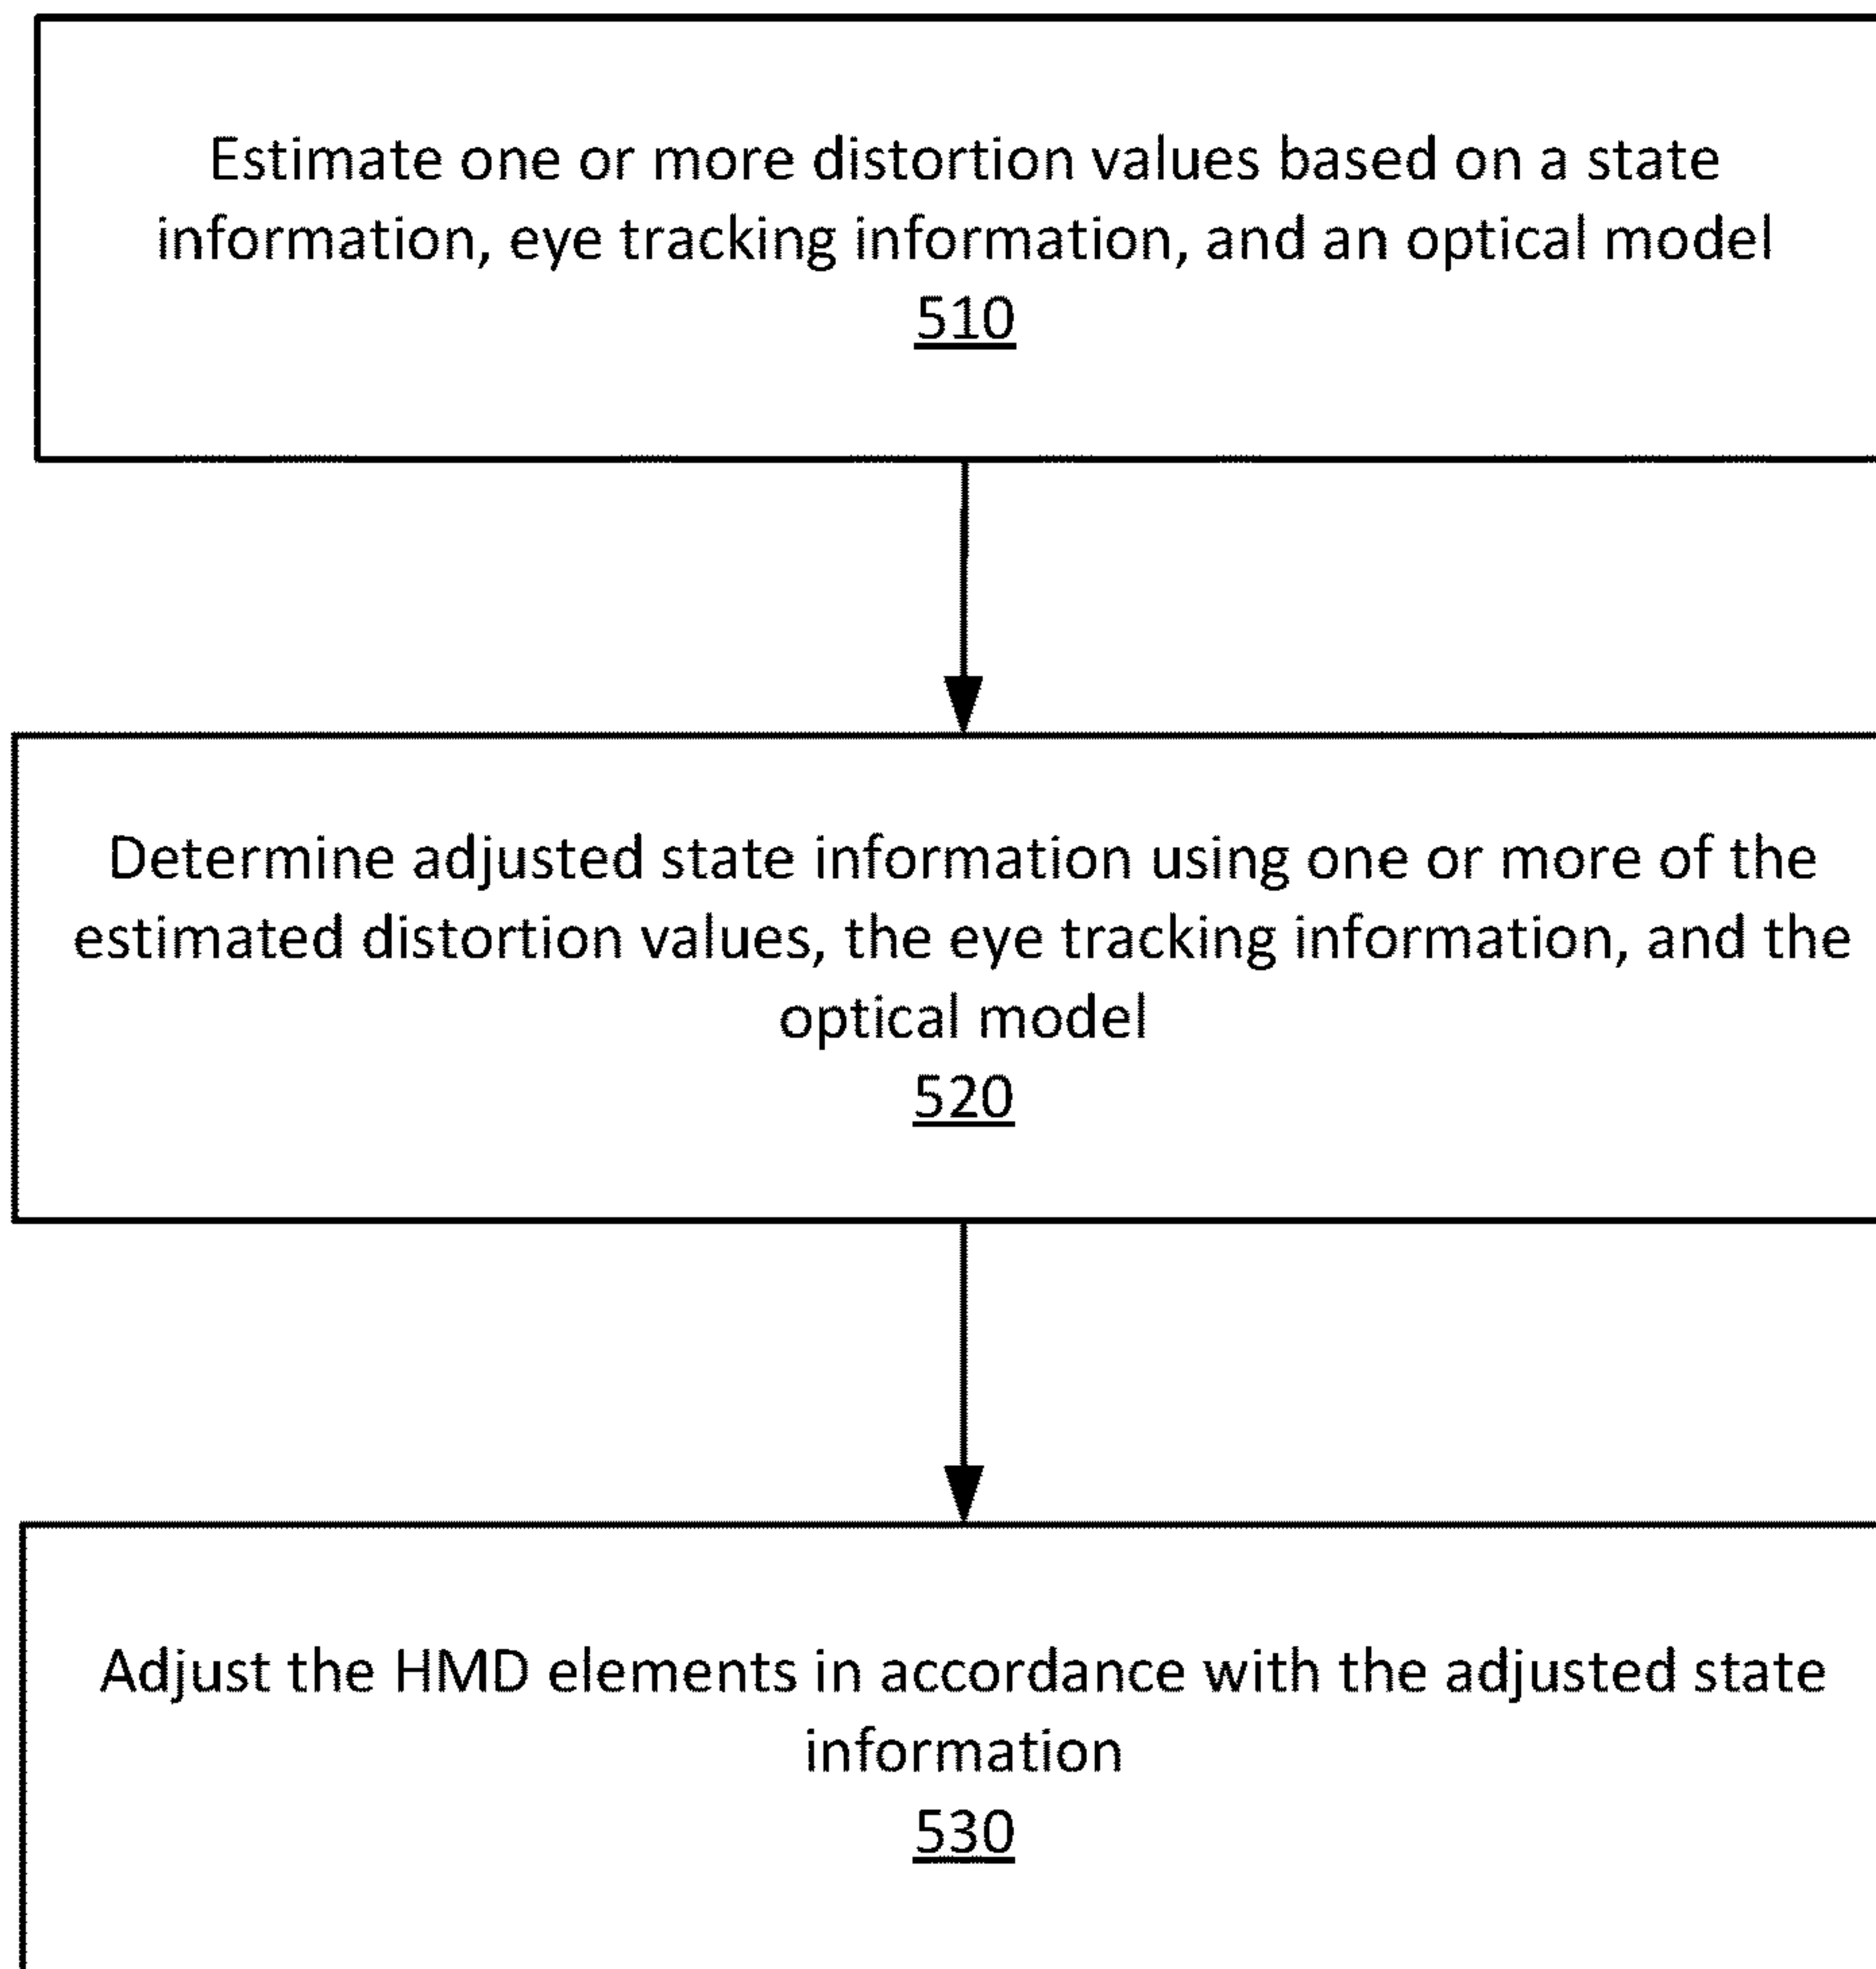 Estimate one or more distortion values based on a state
information, eye tracking information, and an optical model
510
Determine adjusted state information using one or more of the
estimated distortion values, the eye tracking information, and the
optical model
520
Adjust the HMD elements in accordance with the adjusted state
information
530